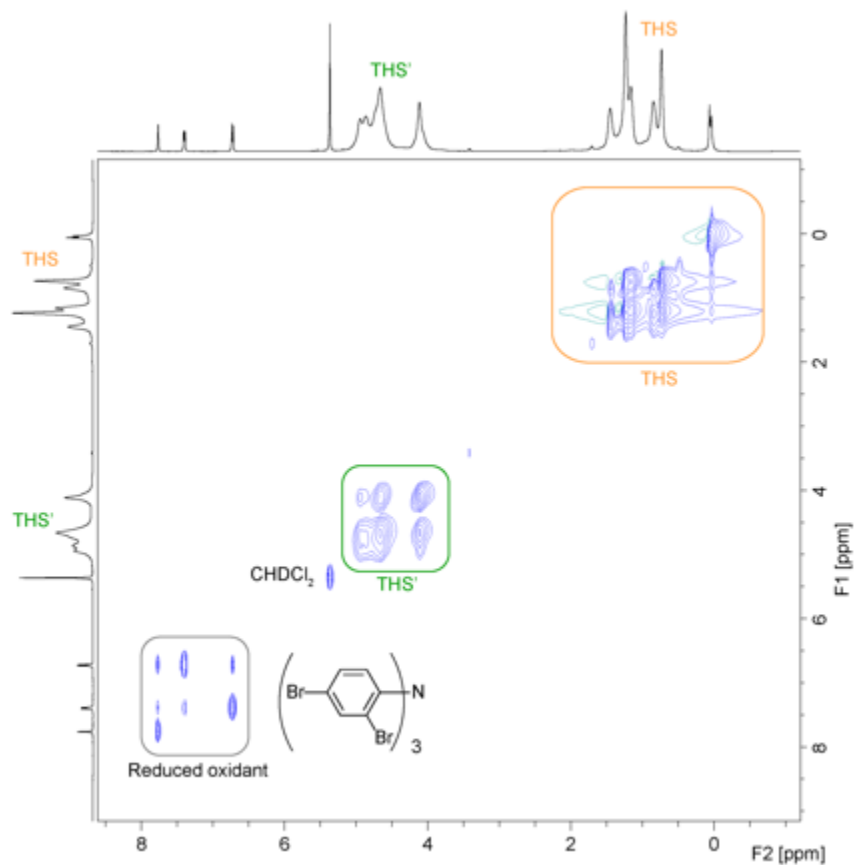 THS
THS'
THS
THS'
0
2
4
6
8
F1 [ppm]
THS
THS'
CHDCl₂
Br
N
Br
3
Reduced oxidant
8
6
4
2
0
F2 [ppm]